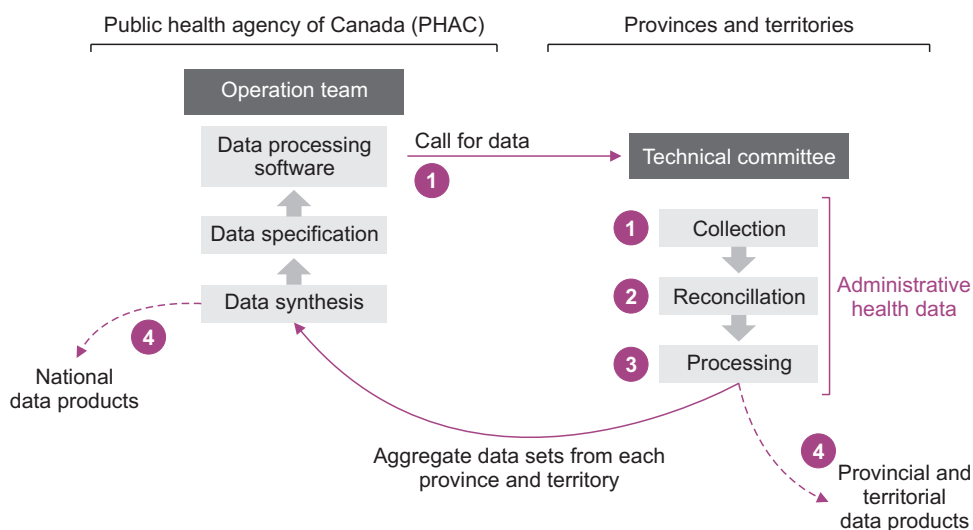 Public health agency of Canada (PHAC)
Provinces and territories
Operation team
Data processing
software
Call for data
1
Technical committee
Data specification
Data synthesis
1
Collection
2
Reconcillation
3
Processing
Administrative
health data
4
National
data products
Aggregate data sets from each
province and territory
4
Provincial and
territorial
data products